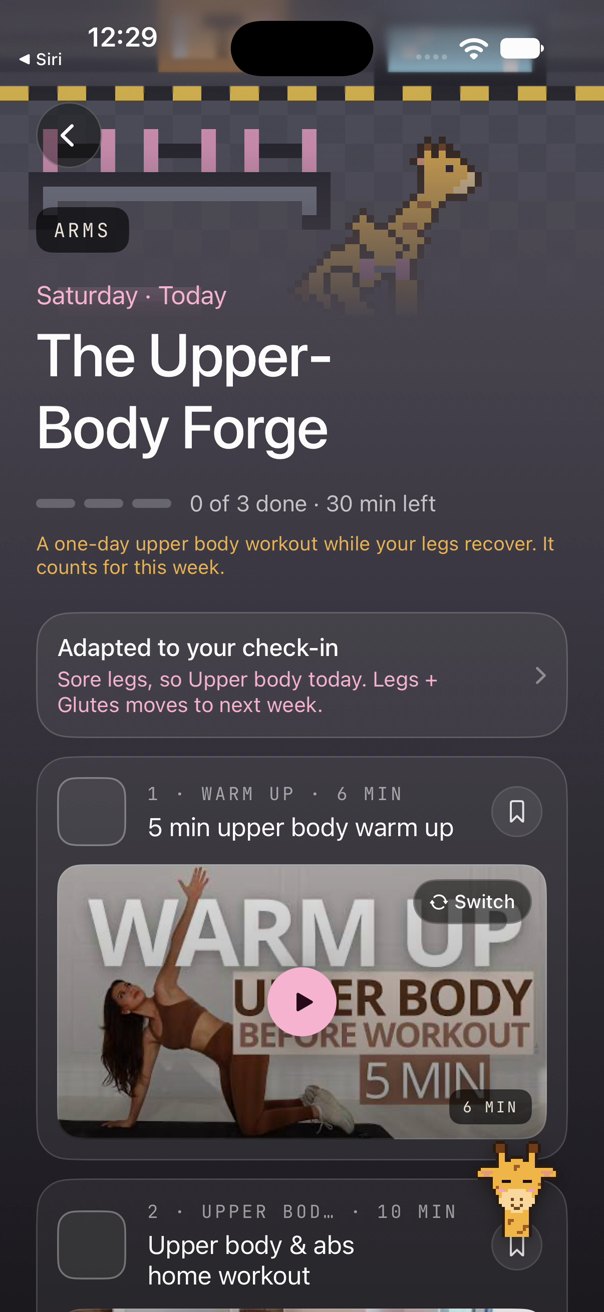 12:29
◀ Siri
ARMS
Saturday · Today
The Upper-
Body Forge
0 of 3 done · 30 min left
A one-day upper body workout while your legs recover. It
counts for this week.
Adapted to your check-in
Sore legs, so Upper body today. Legs +
Glutes moves to next week.
1 · WARM UP · 6 MIN
5 min upper body warm up
Switch
WARM UP
UPPER BODY
BEFORE WORKOUT
5 MIN
6 MIN
2 · UPPER BOD… · 10 MIN
Upper body & abs
home workout